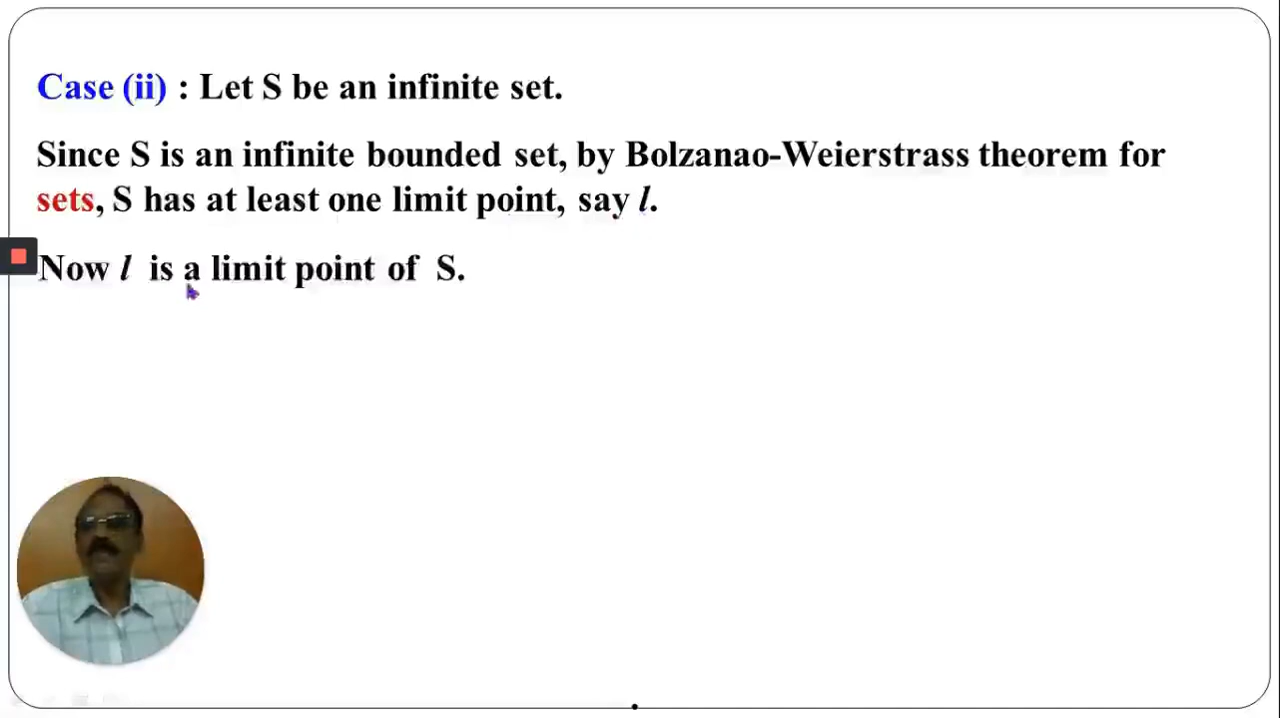 Case (ii) : Let S be an infinite set.
Since S is an infinite bounded set, by Bolzanao-Weierstrass theorem for
sets, S has at least one limit point, say l.
Now l is a limit point of S.